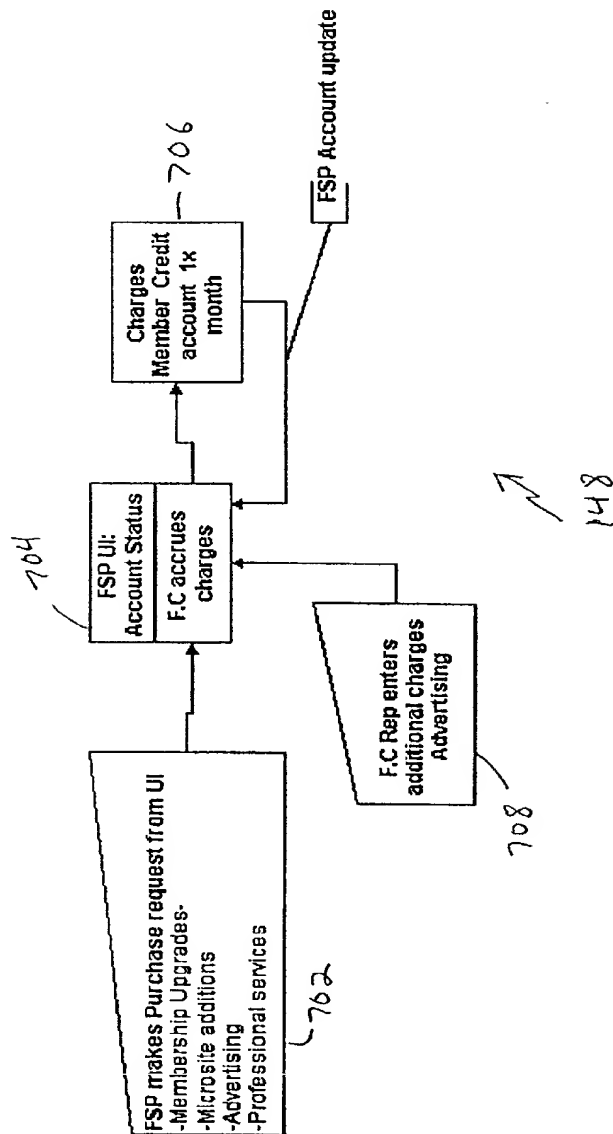 FSP makes Purchase request from UI
-Membership Upgrades-
-Microsite additions
-Advertising
-Professional services
702
704
FSP UI:
Account Status
F.C accrues
charges
Charges
Member Credit
account 1x
month
706
F.C Rep enters
additional charges
Advertising
708
FSP Account update
148